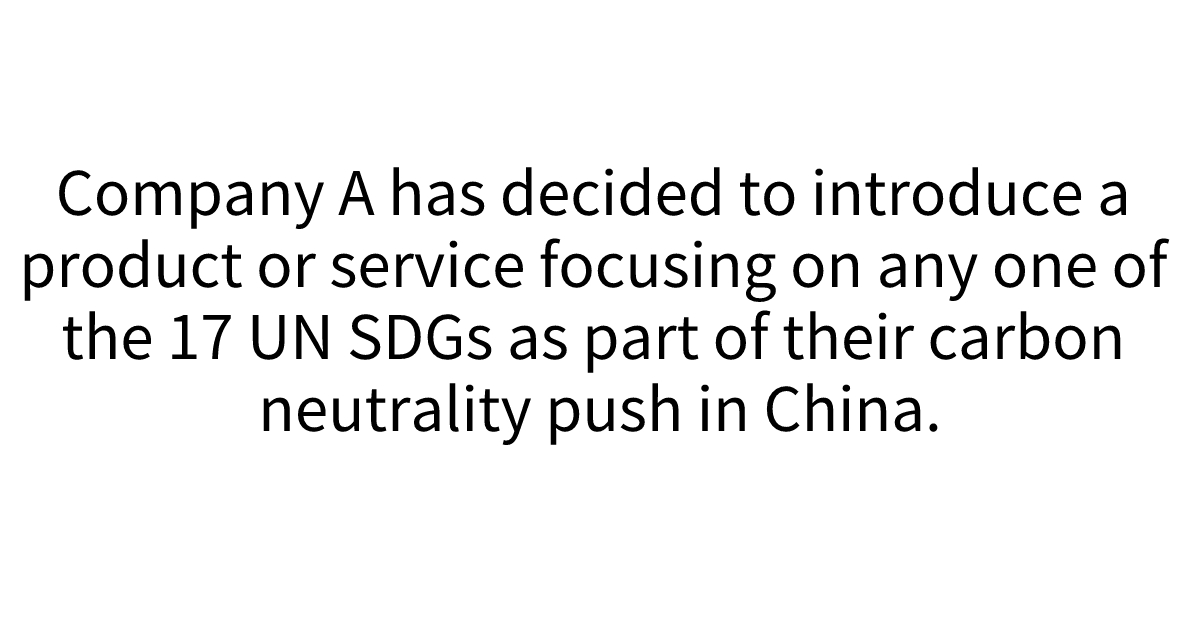 Company A has decided to introduce a
product or service focusing on any one of
the 17 UN SDGs as part of their carbon
neutrality push in China.